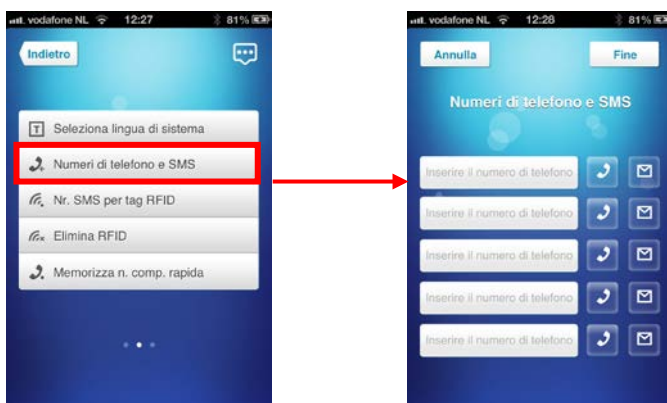 vodafone NL 12:27 81%
Indietro
Seleziona lingua di sistema
Numeri di telefono e SMS
Nr. SMS per tag RFID
Elimina RFID
Memorizza n. comp. rapida
vodafone NL 12:28 81%
Annulla Fine
Numeri di telefono e SMS
Inserire il numero di telefono
Inserire il numero di telefono
Inserire il numero di telefono
Inserire il numero di telefono
Inserire il numero di telefono